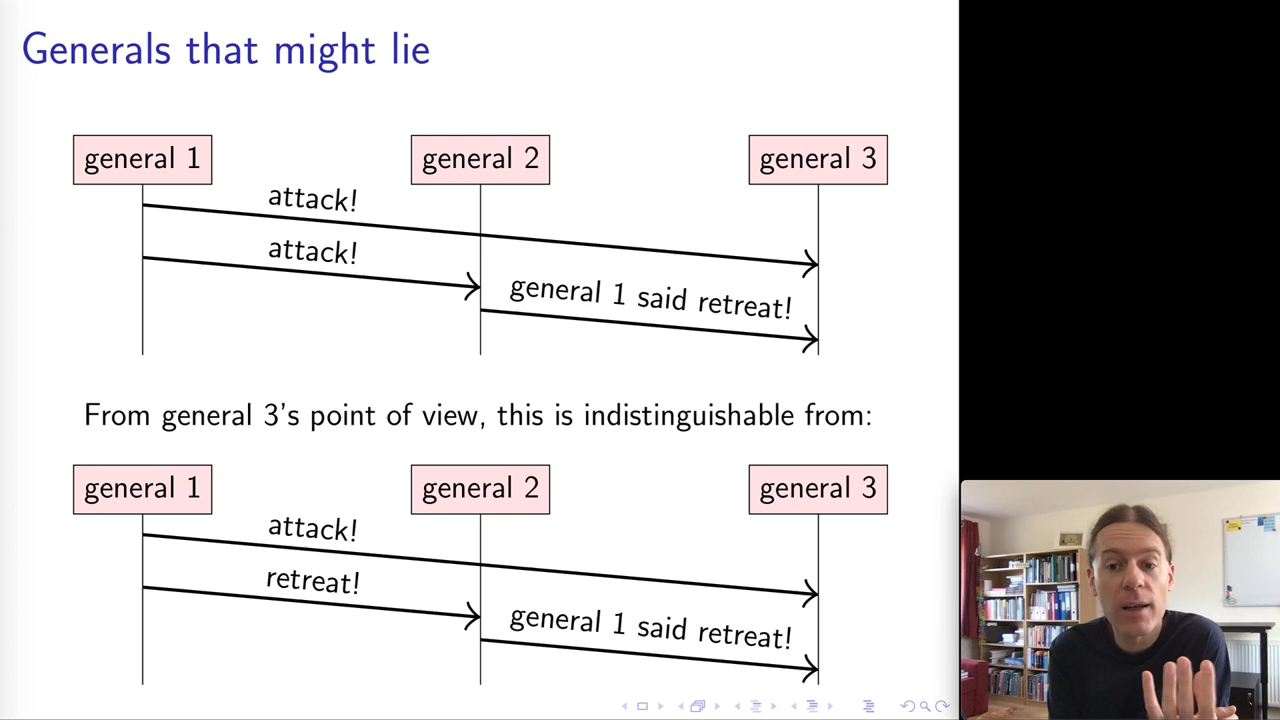 Generals that might lie
general 1
general 2
general 3
attack!
attack!
general 1 said retreat!
From general 3's point of view, this is indistinguishable from:
general 1
general 2
general 3
attack!
retreat!
general 1 said retreat!